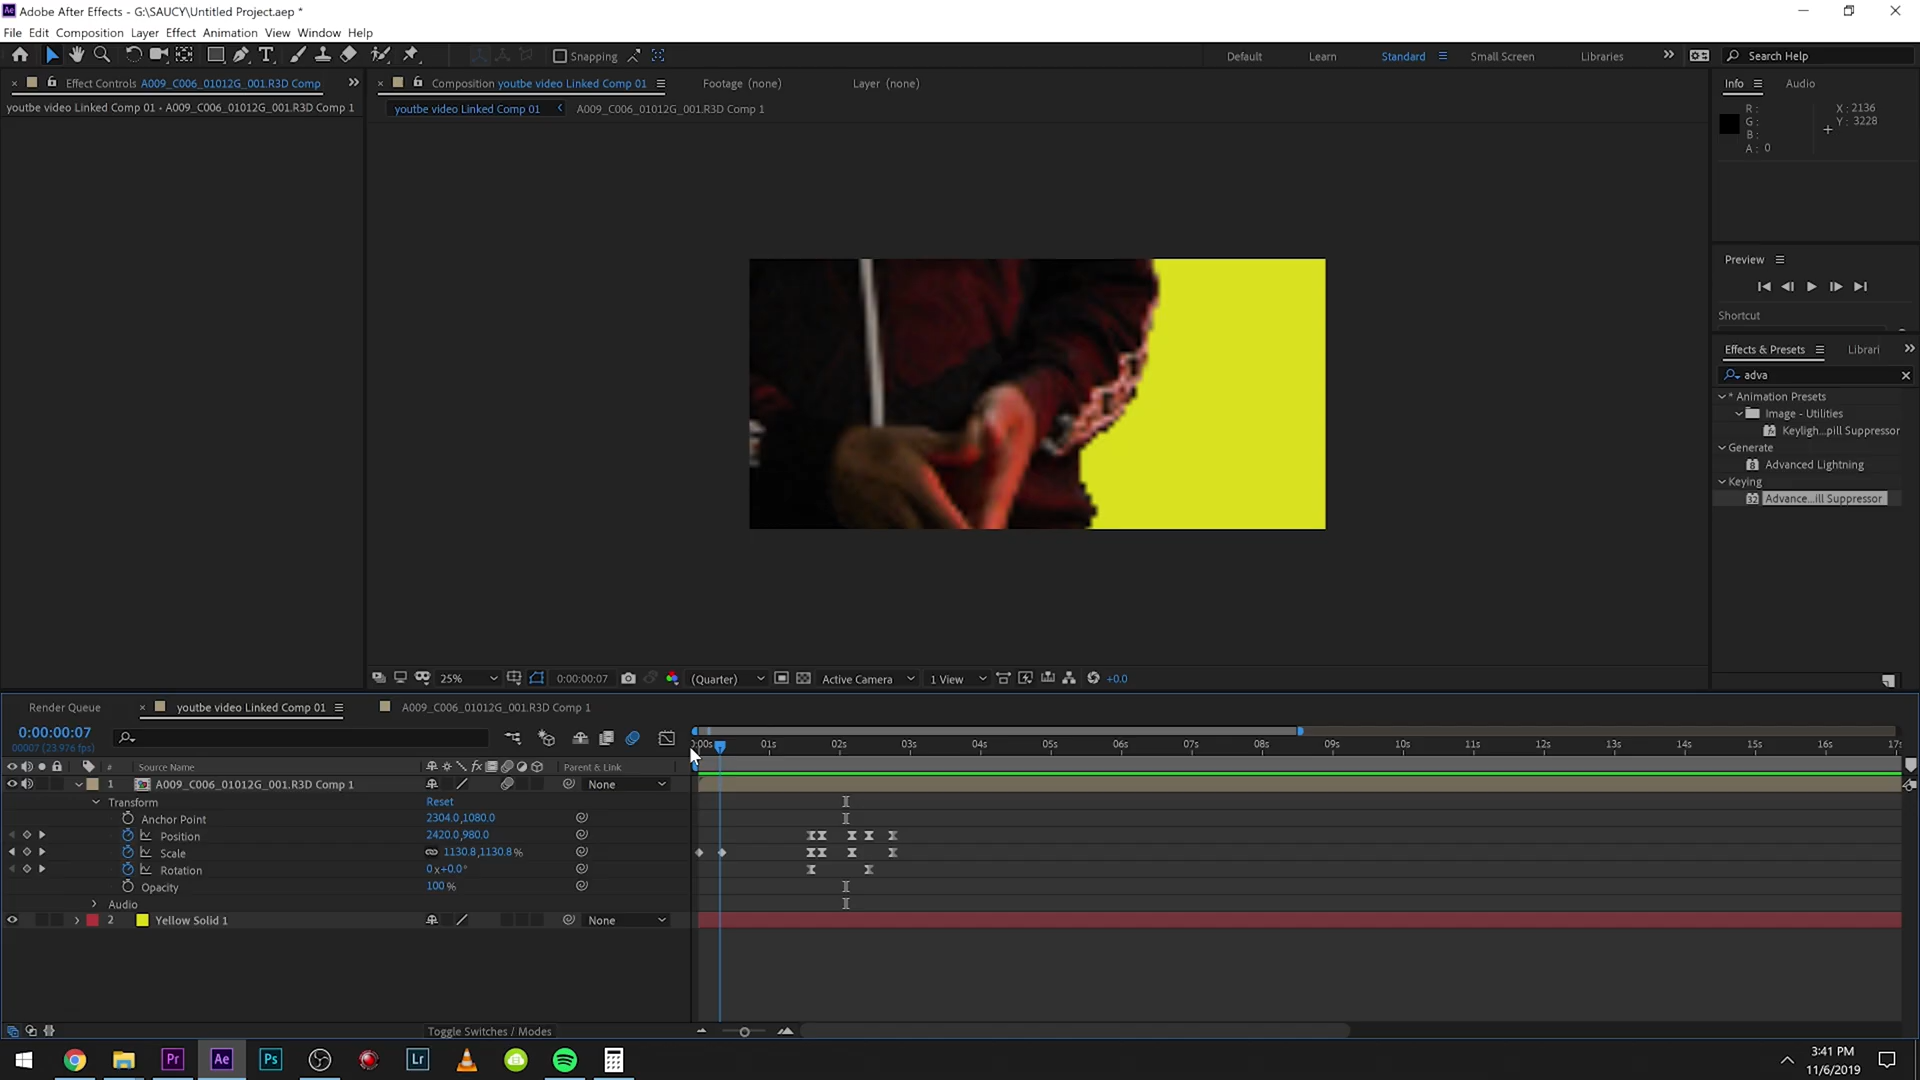 Adobe After Effects - G:\SAUCY\Untitled Project.aep *
File Edit Composition Layer Effect Animation View Window Help
Snapping Default Learn Standard Small Screen Libraries Search Help
Effect Controls A009_C006_01012G_001.R3D Comp
youtbe video Linked Comp 01 • A009_C006_01012G_001.R3D Comp 1
Composition youtbe video Linked Comp 01 Footage (none) Layer (none)
youtbe video Linked Comp 01 A009_C006_01012G_001.R3D Comp 1
Info Audio
R :
G :
B :
A : 0
X : 2136
Y : 3228
Preview
Shortcut
Effects & Presets Librari
adva
* Animation Presets
Image - Utilities
Keyligh...pill Suppressor
Generate
Advanced Lightning
Keying
Advance...ill Suppressor
25% 0:00:00:07 (Quarter) Active Camera 1 View +0.0
Render Queue youtbe video Linked Comp 01 A009_C006_01012G_001.R3D Comp 1
0:00:00:07
00007 (23.976 fps)
0:00s 01s 02s 03s 04s 05s 06s 07s 08s 09s 10s 11s 12s 13s 14s 15s 16s 17s
# Source Name fx Parent & Link
1 A009_C006_01012G_001.R3D Comp 1 None
Transform Reset
Anchor Point 2304.0,1080.0
Position 2420.0,980.0
Scale 1130.8,1130.8 %
Rotation 0x+0.0°
Opacity 100 %
Audio
2 Yellow Solid 1 None
Toggle Switches / Modes
Pr Ae Ps Lr
3:41 PM
11/6/2019